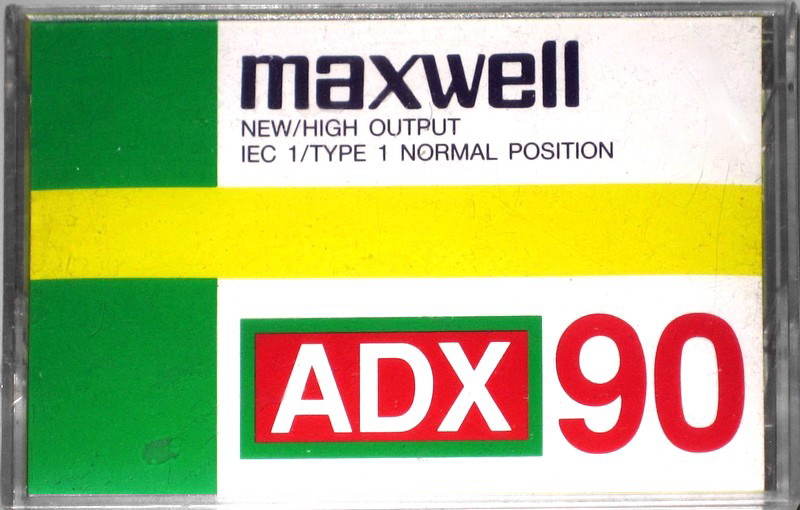 maxwell
NEW/HIGH OUTPUT
IEC 1/TYPE 1 NORMAL POSITION
ADX 90